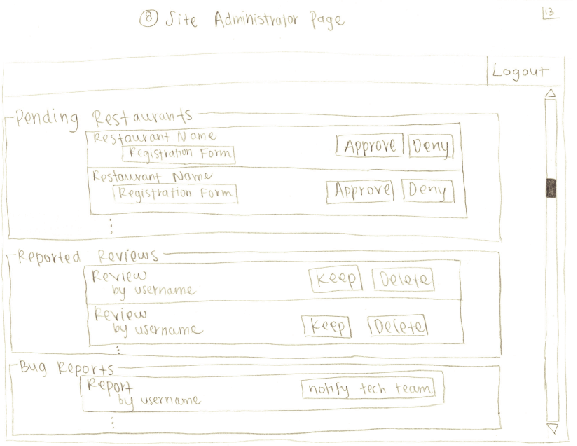 ⑧ Site Administrator Page
13
Logout
Pending Restaurants
Restaurant Name
Registration Form
Approve Deny
Restaurant Name
Registration Form
Approve Deny
Reported Reviews
Review
by username
Keep Delete
Review
by username
Keep Delete
Bug Reports
Report
by username
notify tech team